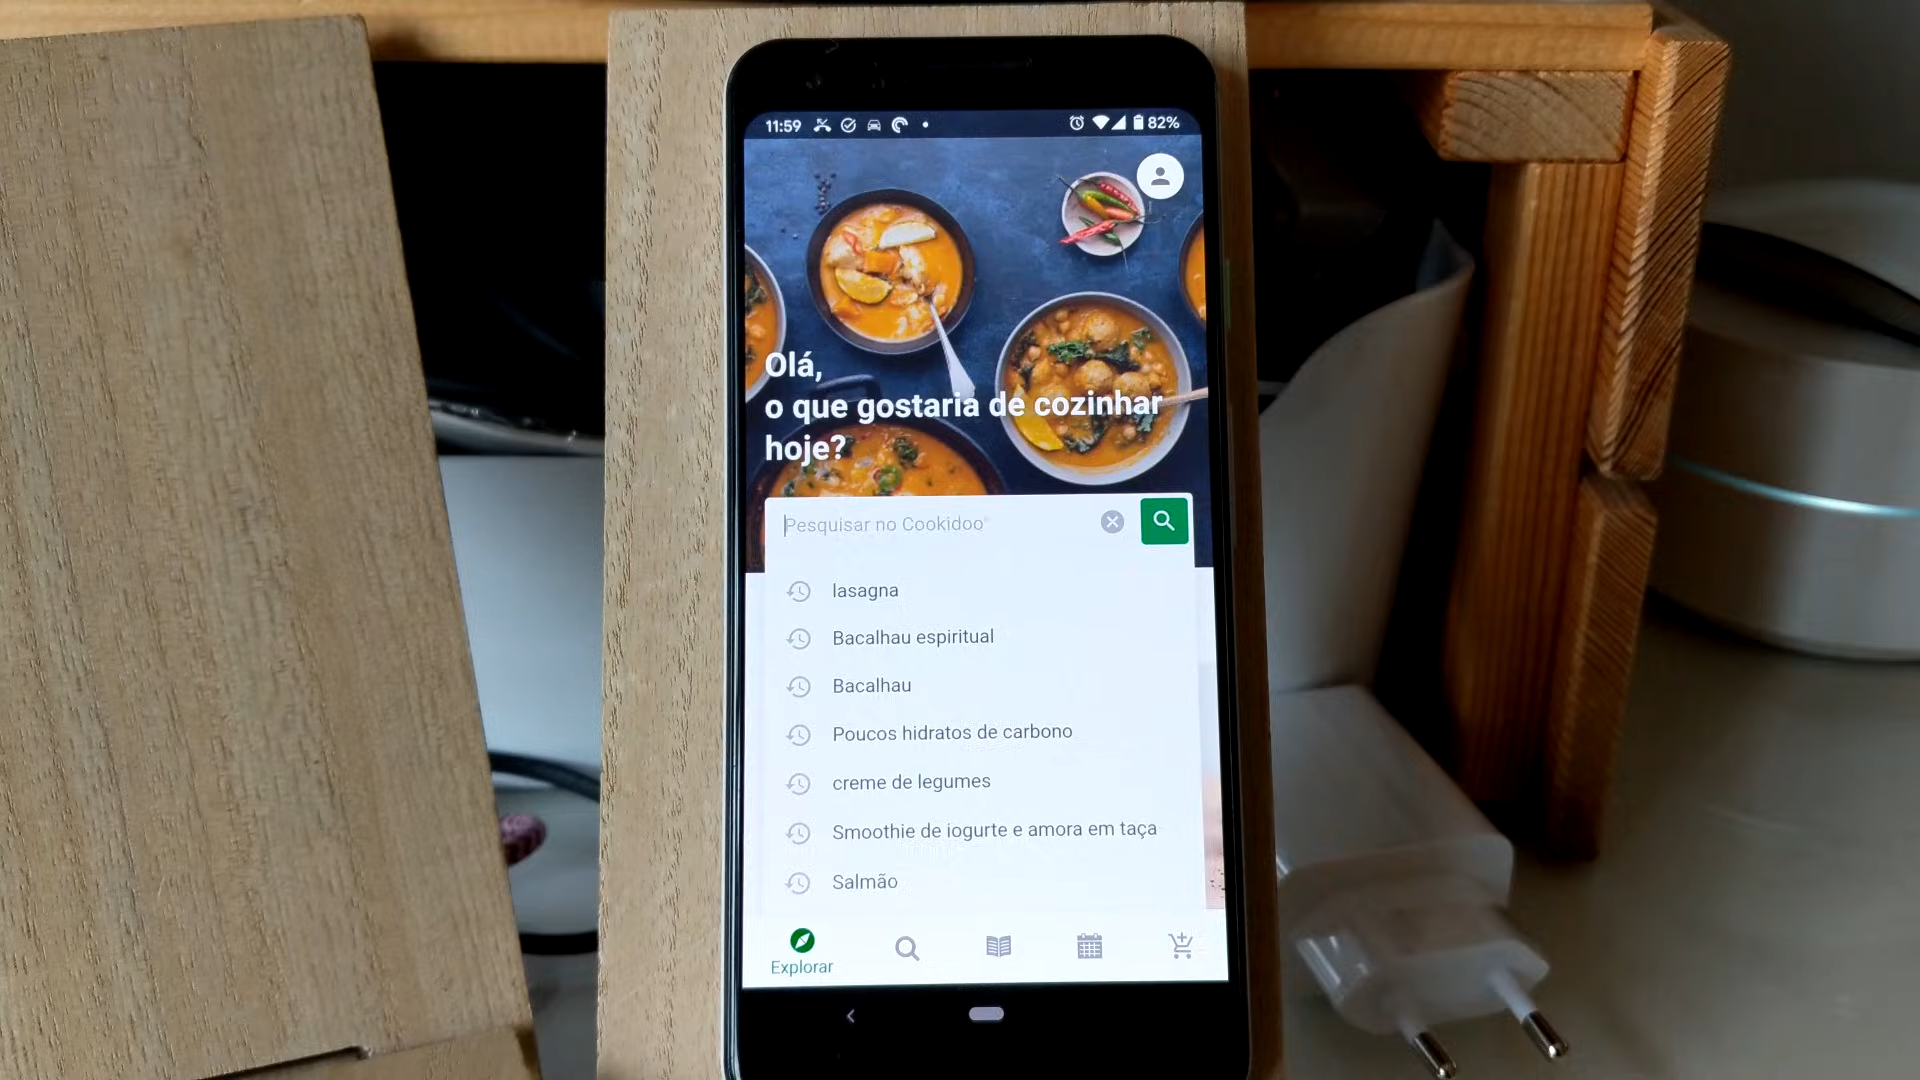 11:59
82%
Olá,
o que gostaria de cozinhar
hoje?
Pesquisar no Cookidoo®
lasagna
Bacalhau espiritual
Bacalhau
Poucos hidratos de carbono
creme de legumes
Smoothie de iogurte e amora em taça
Salmão
Explorar